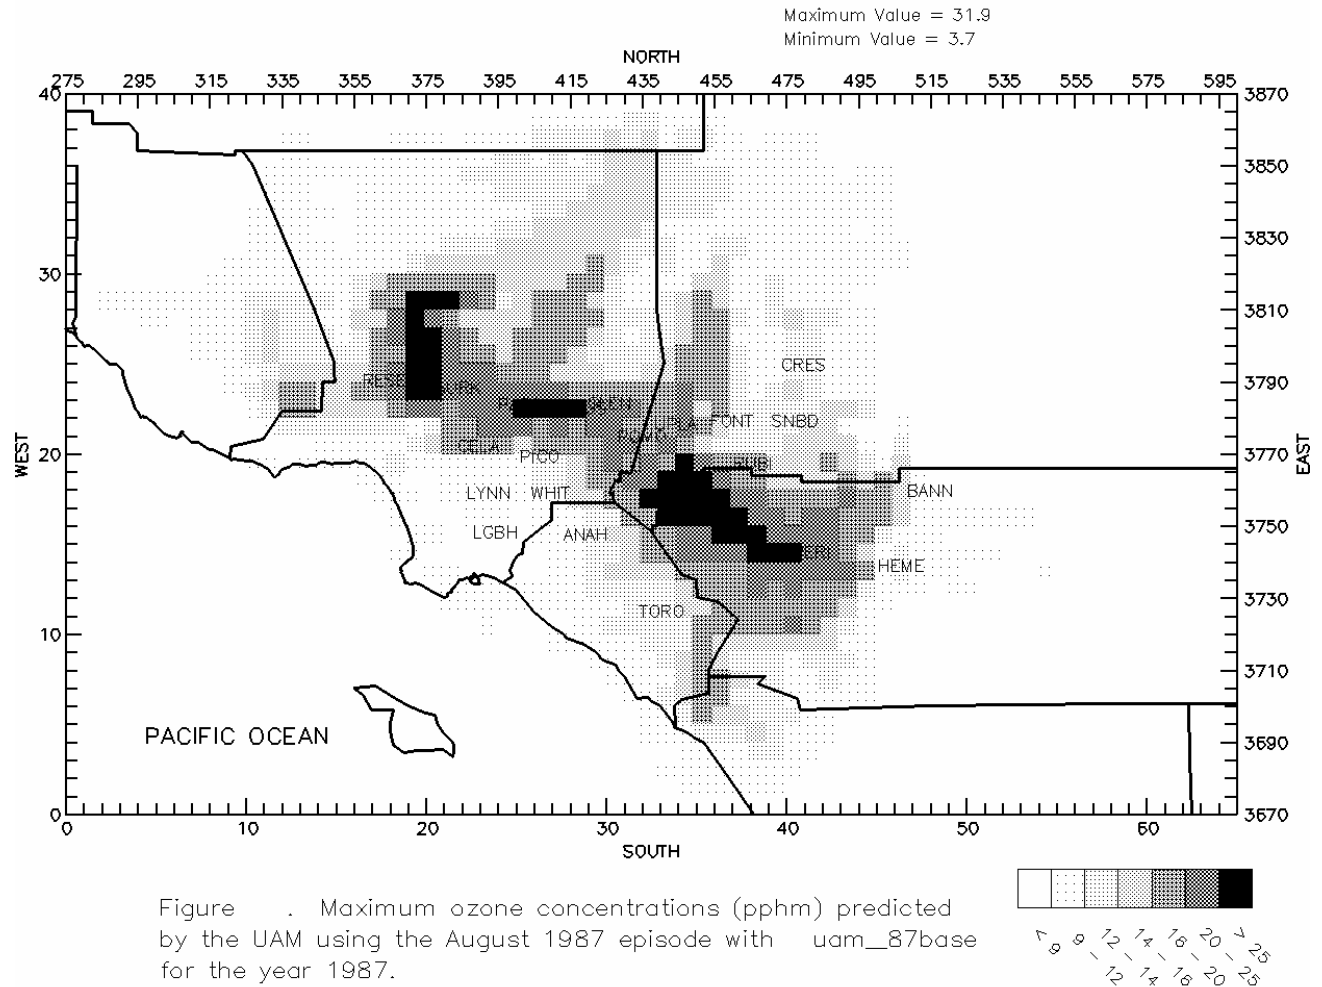 Maximum Value = 31.9
Minimum Value = 3.7
NORTH
275 295 315 335 355 375 395 415 435 455 475 495 515 535 555 575 595
40 3870
3850
3830
30 3810
CRES
3790
FONT SNBD
POMO
CELA
20 PICO 3770
RUBI
WEST
EAST
LYNN WHIT BANN
3750
LGBH ANAH
HEME
3730
TORO
10
3710
PACIFIC OCEAN
3690
0 3670
0 10 20 30 40 50 60
SOUTH
< 9 9 - 12 12 - 14 14 - 16 16 - 20 20 - 25 > 25
Figure . Maximum ozone concentrations (pphm) predicted
by the UAM using the August 1987 episode with uam_87base
for the year 1987.